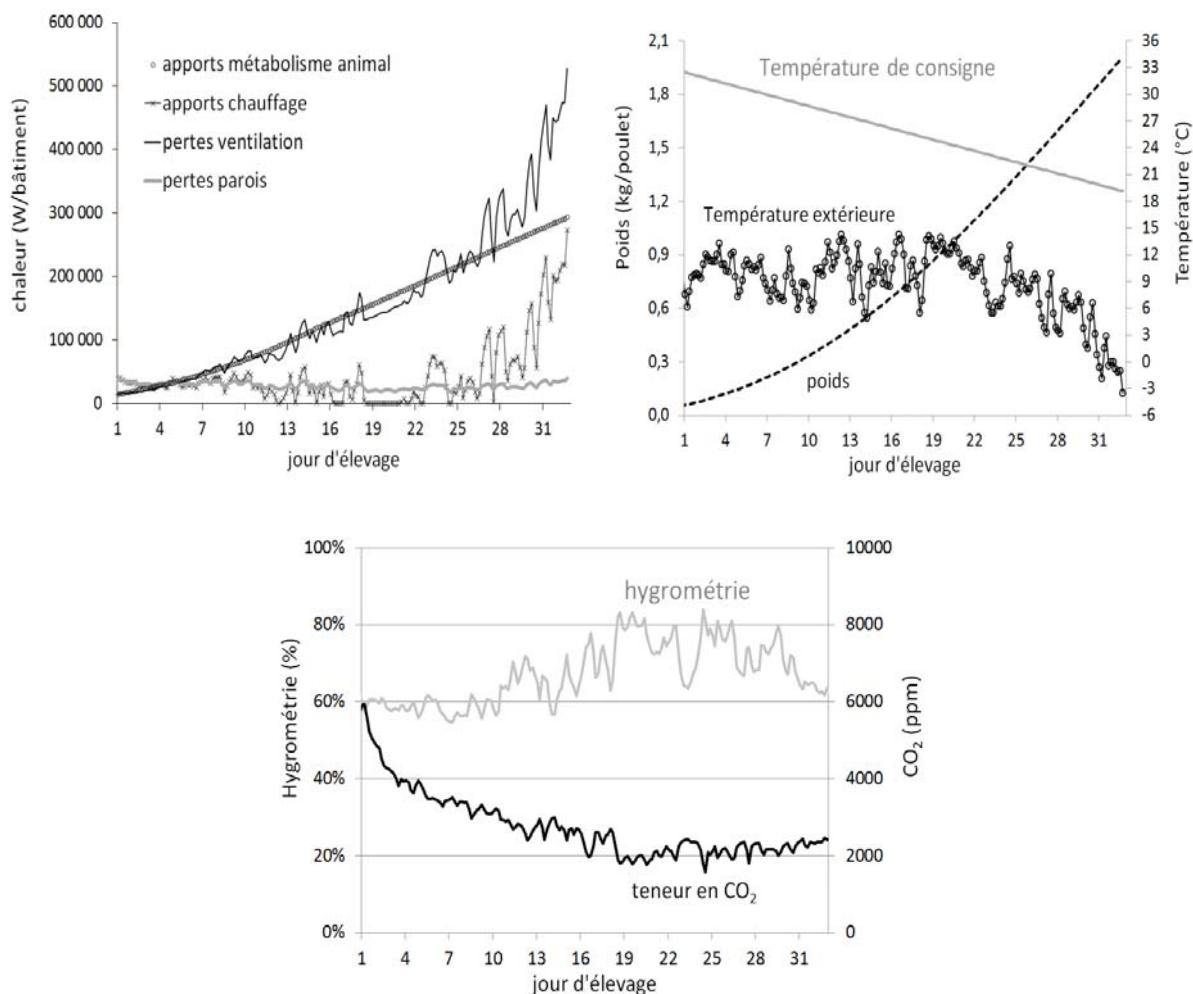 600 000
500 000
400 000
300 000
200 000
100 000
0
chaleur (W/bâtiment)
apports métabolisme animal
apports chauffage
pertes ventilation
pertes parois
1 4 7 10 13 16 19 22 25 28 31
jour d'élevage
2,1
1,8
1,5
1,2
0,9
0,6
0,3
0,0
Poids (kg/poulet)
Température de consigne
Température extérieure
poids
36
33
30
27
24
21
18
15
12
9
6
3
0
-3
-6
Température (°C)
1 4 7 10 13 16 19 22 25 28 31
jour d'élevage
100%
80%
60%
40%
20%
0%
Hygrométrie (%)
hygrométrie
teneur en CO₂
10000
8000
6000
4000
2000
0
CO₂ (ppm)
1 4 7 10 13 16 19 22 25 28 31
jour d'élevage